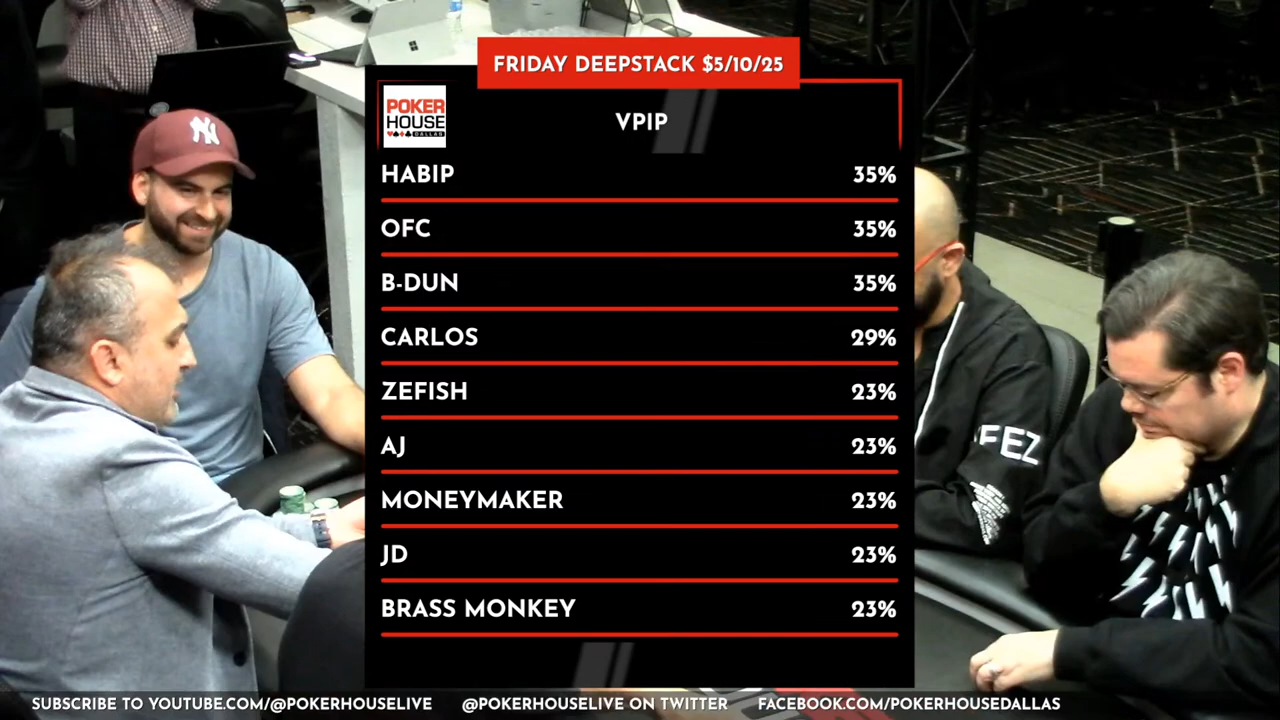 FRIDAY DEEPSTACK $5/10/25
POKER
HOUSE
DALLAS
VPIP
HABIP 35%
OFC 35%
B-DUN 35%
CARLOS 29%
ZEFISH 23%
AJ 23%
MONEYMAKER 23%
JD 23%
BRASS MONKEY 23%
NY
FEZ
SUBSCRIBE TO YOUTUBE.COM/@POKERHOUSELIVE @POKERHOUSELIVE ON TWITTER FACEBOOK.COM/POKERHOUSEDALLAS